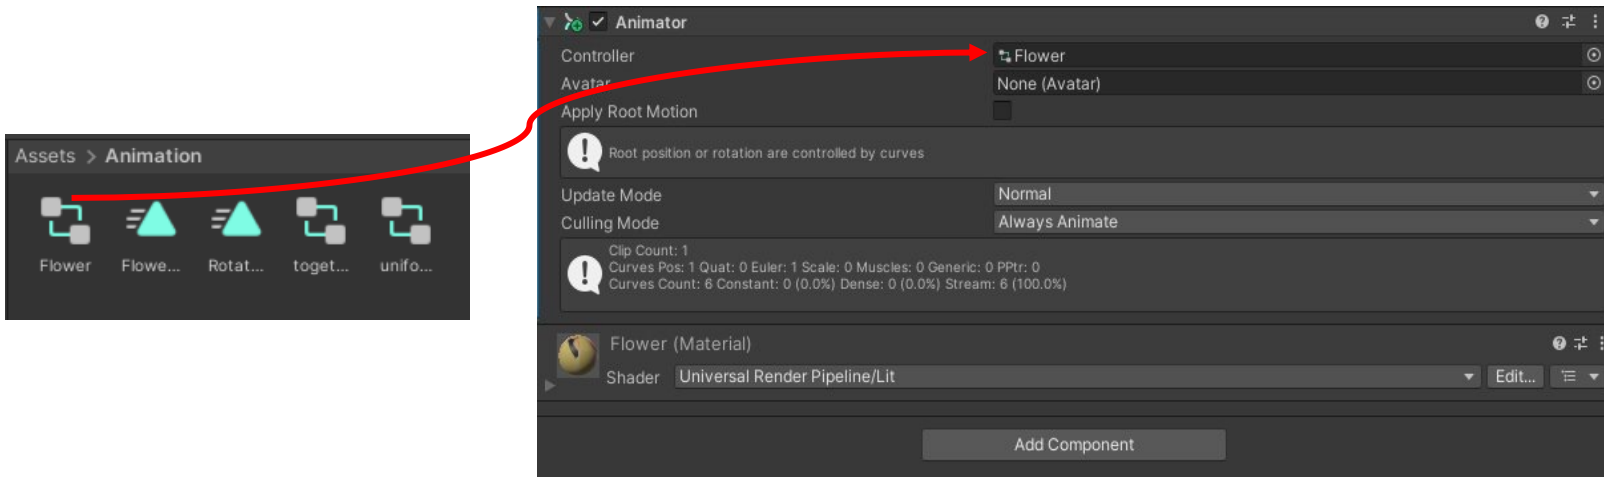 Assets > Animation
Flower Flowe... Rotat... toget... unifo...
Animator
Controller Flower
Avatar None (Avatar)
Apply Root Motion
Root position or rotation are controlled by curves
Update Mode Normal
Culling Mode Always Animate
Clip Count: 1
Curves Pos: 1 Quat: 0 Euler: 1 Scale: 0 Muscles: 0 Generic: 0 PPtr: 0
Curves Count: 6 Constant: 0 (0.0%) Dense: 0 (0.0%) Stream: 6 (100.0%)
Flower (Material)
Shader Universal Render Pipeline/Lit Edit...
Add Component